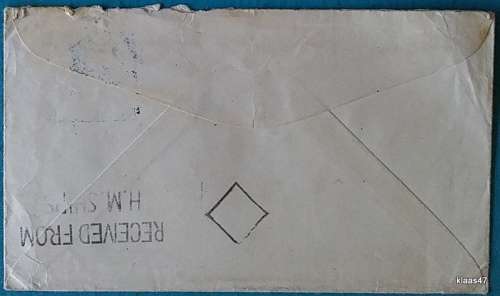 RECEIVED FROM
H.M. SHIPS
klaas47